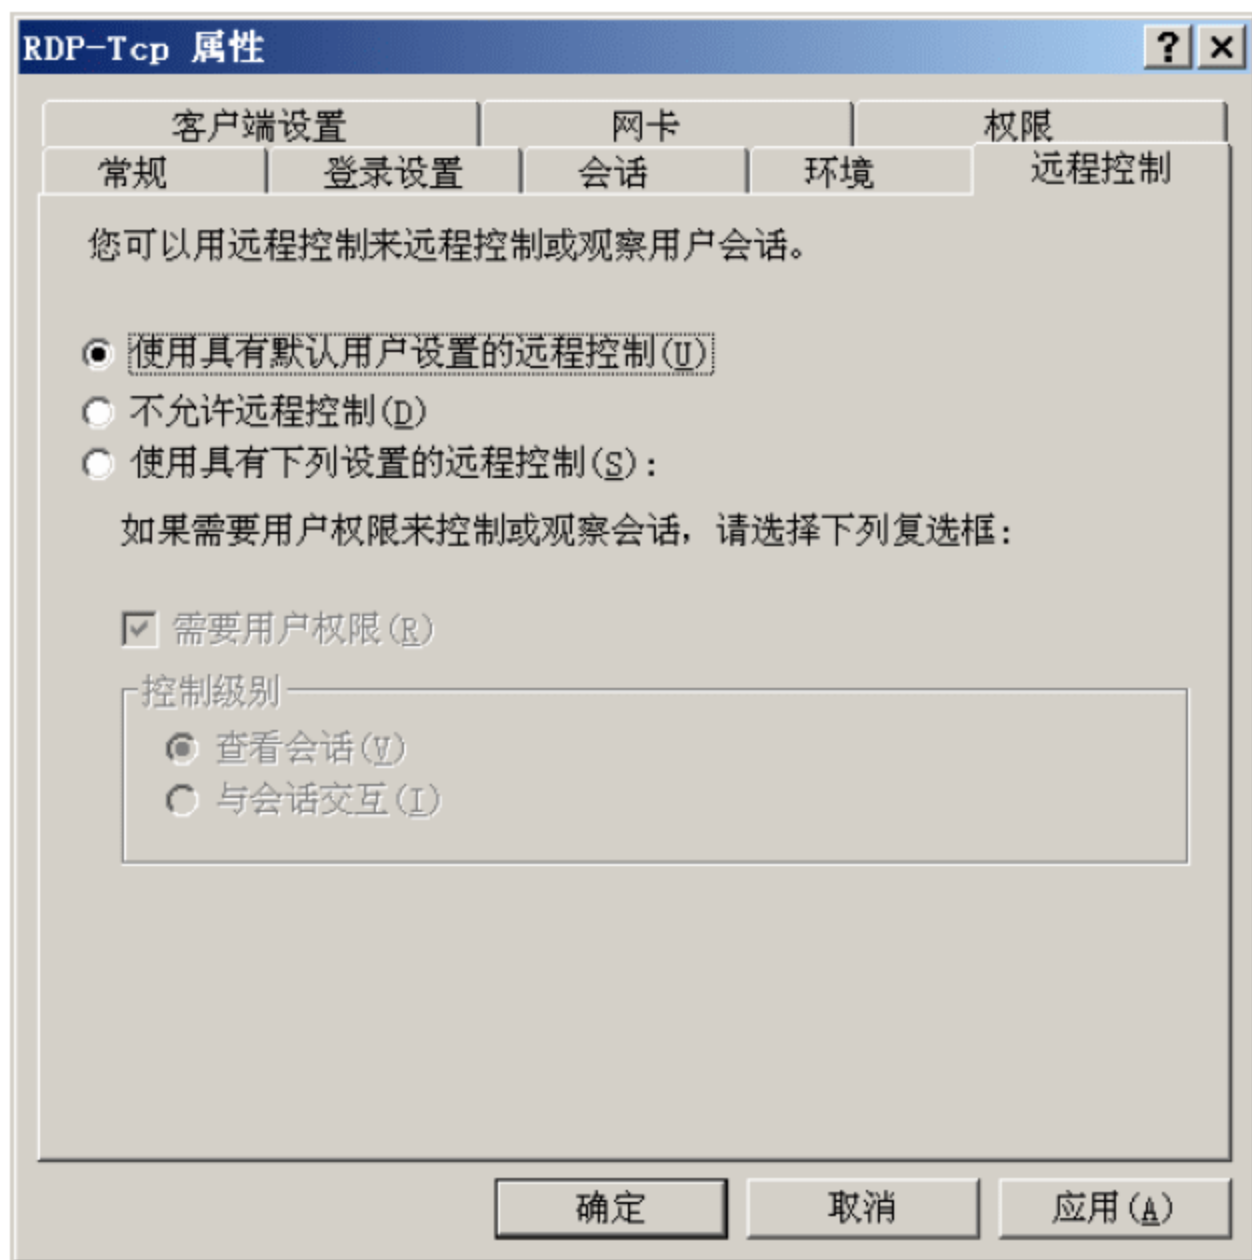 RDP-Tcp 属性
客户端设置 网卡 权限
常规 登录设置 会话 环境 远程控制
您可以用远程控制来远程控制或观察用户会话。
使用具有默认用户设置的远程控制(U)
不允许远程控制(D)
使用具有下列设置的远程控制(S):
如果需要用户权限来控制或观察会话，请选择下列复选框:
需要用户权限(R)
控制级别
查看会话(V)
与会话交互(I)
确定 取消 应用(A)